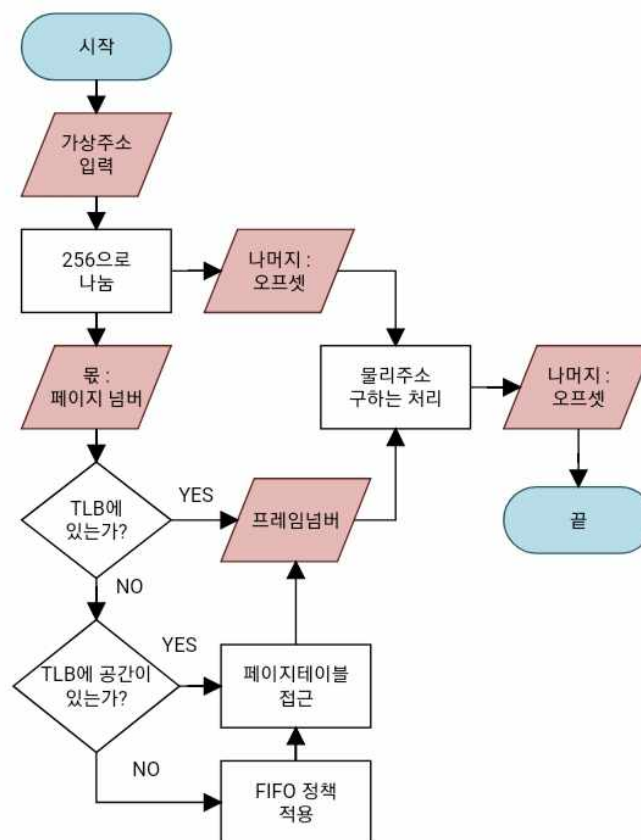 시작
가상주소
입력
256으로
나눔
나머지 :
오프셋
몫 :
페이지 넘버
물리주소
구하는 처리
나머지 :
오프셋
TLB에
있는가?
YES
프레임넘버
끝
NO
TLB에 공간이
있는가?
YES
페이지테이블
접근
NO
FIFO 정책
적용